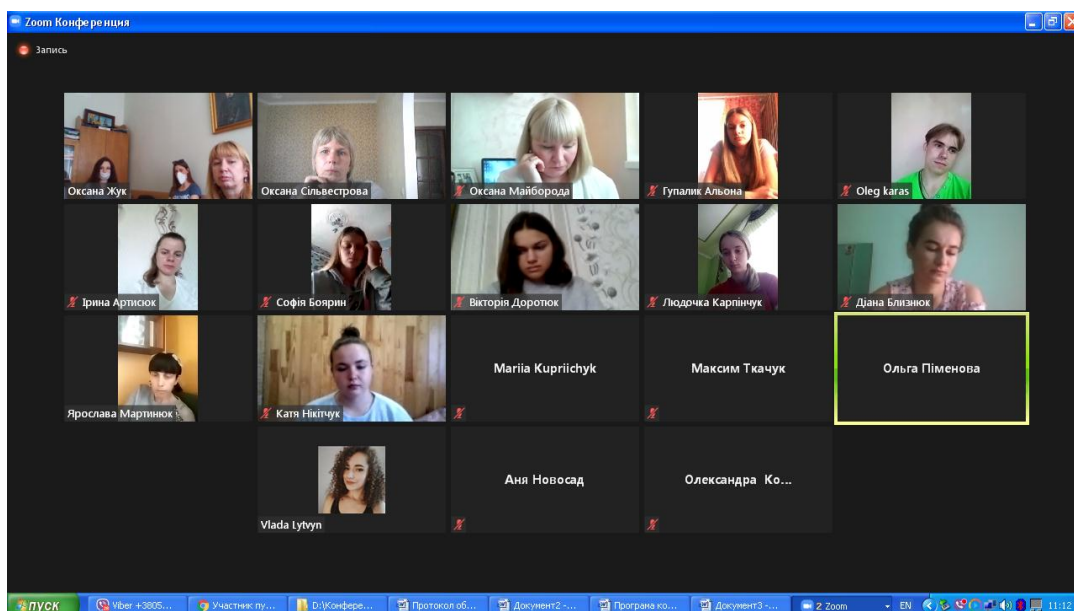 Zoom Конференция
Запись
Оксана Жук
Оксана Сільвестрова
Оксана Майборода
Гупалик Альона
Oleg karas
Ірина Артисюк
Софія Боярин
Вікторія Доротюк
Людочка Карпінчук
Діана Близнюк
Ярослава Мартинюк
Катя Нікітчук
Mariia Kupriichyk
Максим Ткачук
Ольга Піменова
Vlada Lytvyn
Аня Новосад
Олександра Ко...
пуск
Viber +3805...
Участник пу...
D:\Конфере...
Протокол об...
Документ2 -...
Програна ко...
Документ3 -...
2 Zoom
EN
11:12